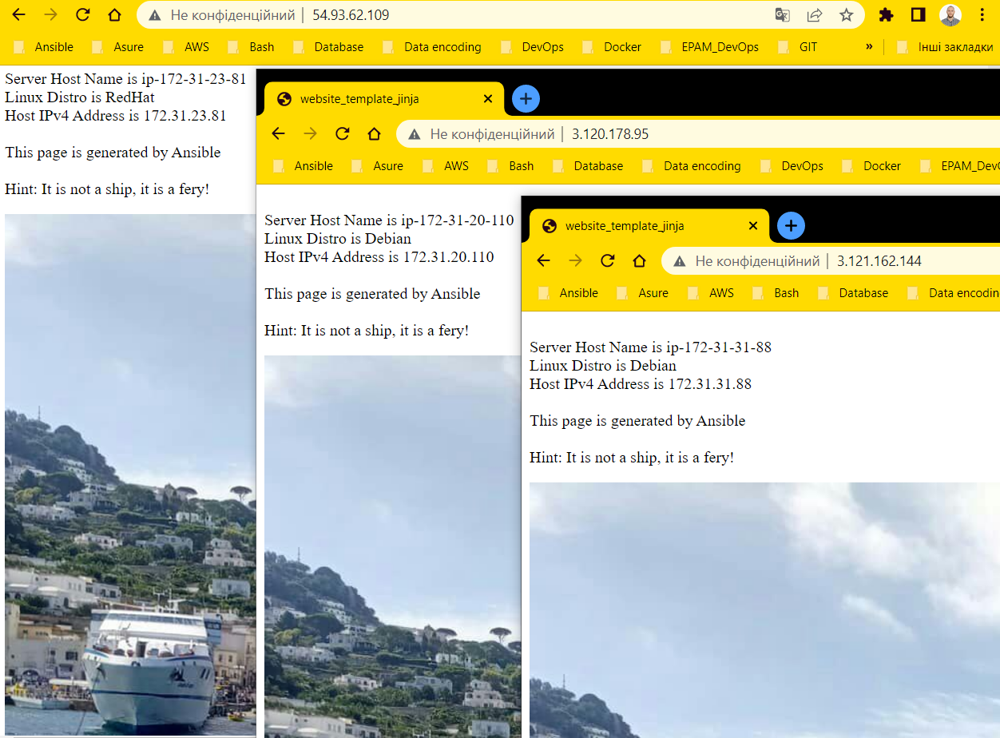 Не конфіденційний | 54.93.62.109
Ansible Asure AWS Bash Database Data encoding DevOps Docker EPAM_DevOps GIT » Інші закладки
Server Host Name is ip-172-31-23-81
Linux Distro is RedHat
Host IPv4 Address is 172.31.23.81
This page is generated by Ansible
Hint: It is not a ship, it is a fery!
website_template_jinja
Не конфіденційний | 3.120.178.95
Ansible Asure AWS Bash Database Data encoding DevOps Docker EPAM_DevO
Server Host Name is ip-172-31-20-110
Linux Distro is Debian
Host IPv4 Address is 172.31.20.110
This page is generated by Ansible
Hint: It is not a ship, it is a fery!
website_template_jinja
Не конфіденційний | 3.121.162.144
Ansible Asure AWS Bash Database Data encodin
Server Host Name is ip-172-31-31-88
Linux Distro is Debian
Host IPv4 Address is 172.31.31.88
This page is generated by Ansible
Hint: It is not a ship, it is a fery!